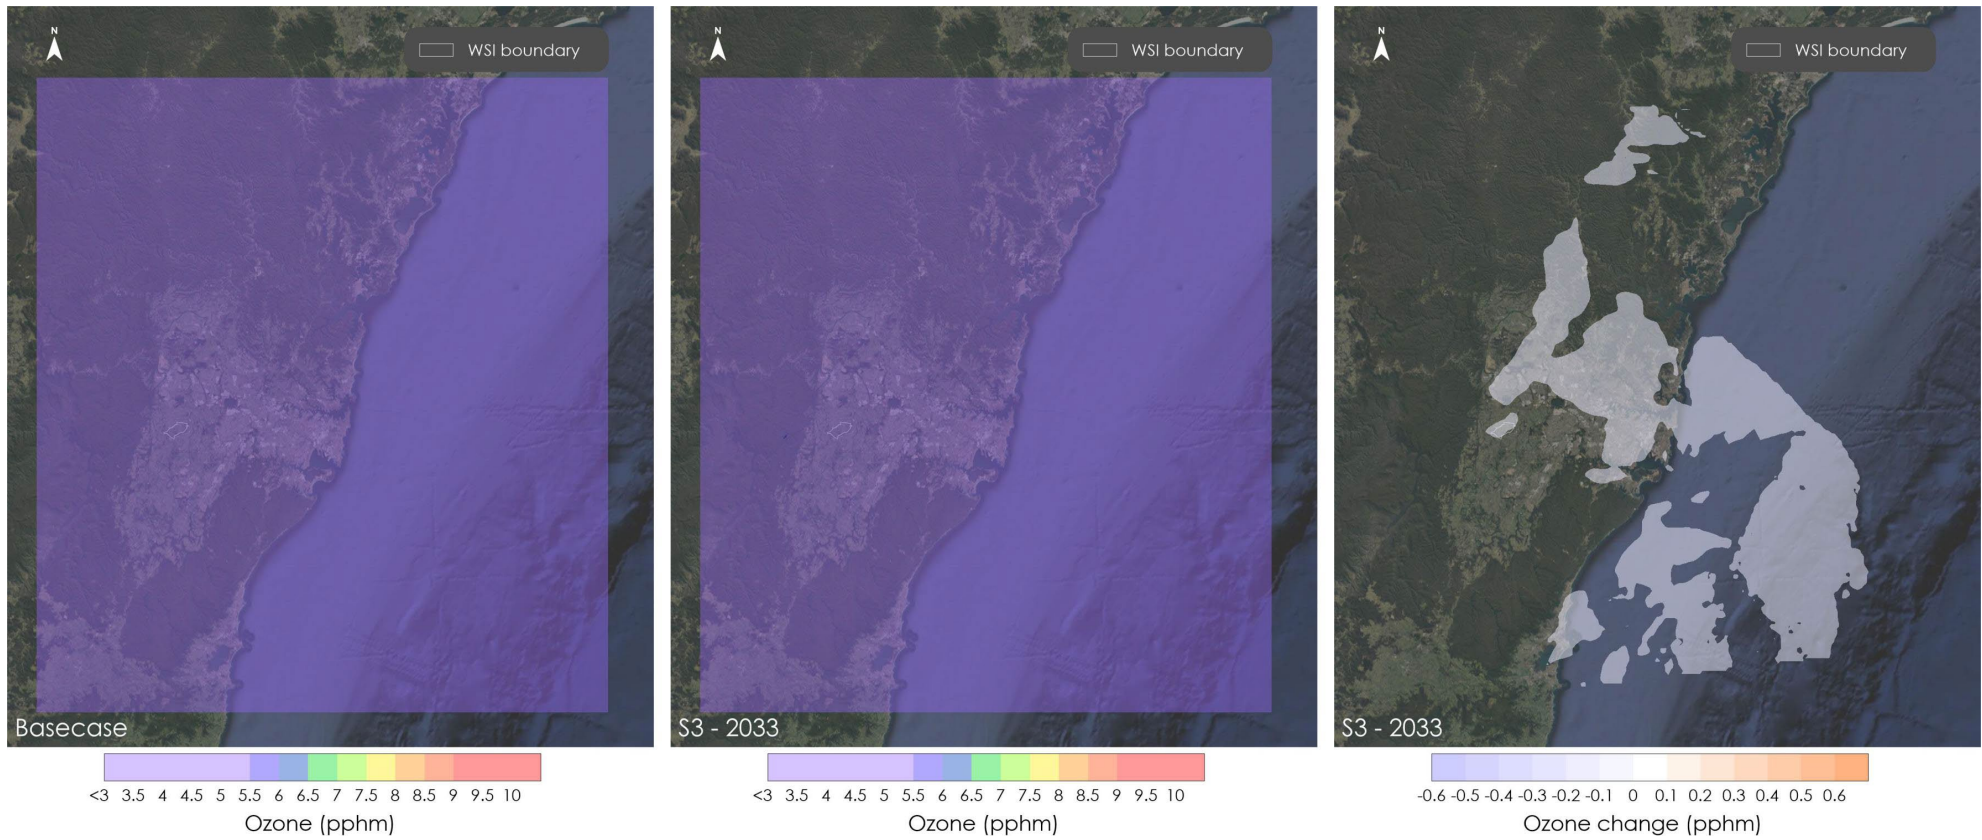 N
WSI boundary
Basecase
<3 3.5 4 4.5 5 5.5 6 6.5 7 7.5 8 8.5 9 9.5 10
Ozone (pphm)
N
WSI boundary
S3 - 2033
<3 3.5 4 4.5 5 5.5 6 6.5 7 7.5 8 8.5 9 9.5 10
Ozone (pphm)
N
WSI boundary
S3 - 2033
-0.6 -0.5 -0.4 -0.3 -0.2 -0.1 0 0.1 0.2 0.3 0.4 0.5 0.6
Ozone change (pphm)